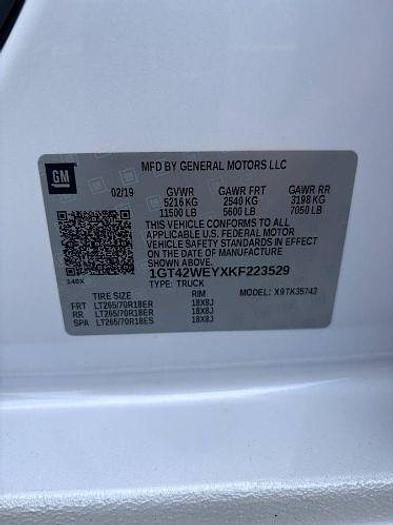 GM
MFD BY GENERAL MOTORS LLC
02/19 GVWR GAWR FRT GAWR RR
5216 KG 2540 KG 3198 KG
11500 LB 5600 LB 7050 LB
THIS VEHICLE CONFORMS TO ALL
APPLICABLE U.S. FEDERAL MOTOR
VEHICLE SAFETY STANDARDS IN EFFECT ON
THE DATE OF MANUFACTURE SHOWN ABOVE.
1GT42WEYXKF223529
TYPE: TRUCK MODEL: X9TK35743
TIRE SIZE RIM
FRT LT265/70R18ER 18X8J
RR LT265/70R18ER 18X8J
SPA LT265/70R18ES 18X8J